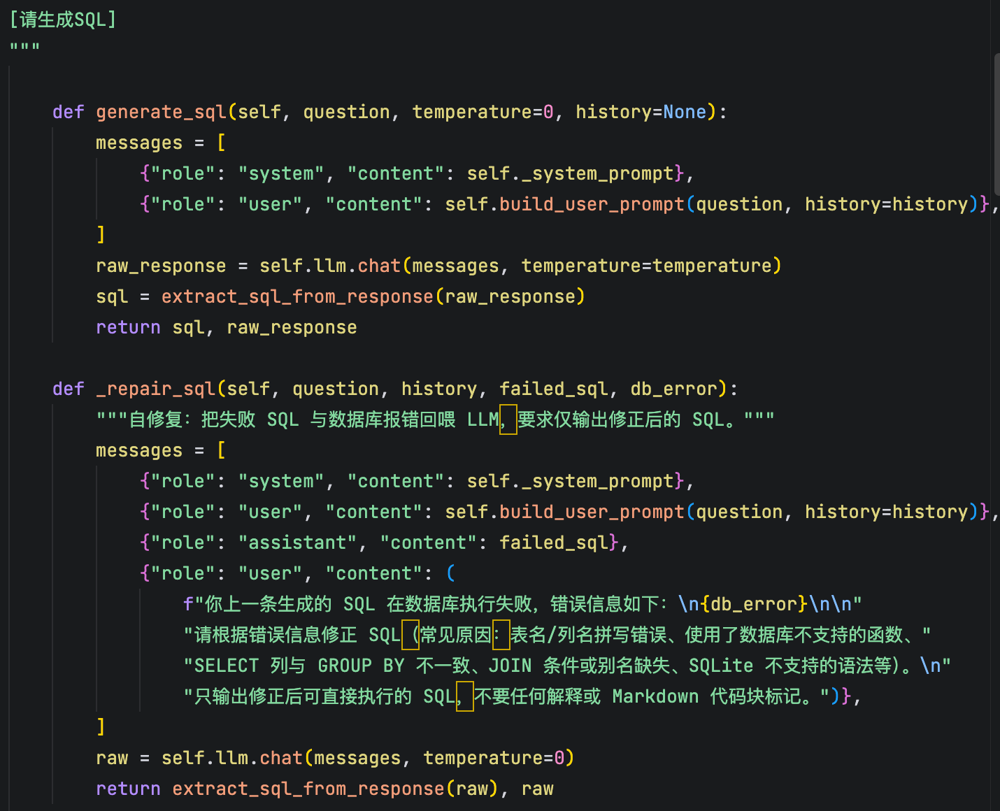 [请生成SQL]
"""
def generate_sql(self, question, temperature=0, history=None):
messages = [
{"role": "system", "content": self._system_prompt},
{"role": "user", "content": self.build_user_prompt(question, history=history)},
]
raw_response = self.llm.chat(messages, temperature=temperature)
sql = extract_sql_from_response(raw_response)
return sql, raw_response
def _repair_sql(self, question, history, failed_sql, db_error):
"""自修复：把失败 SQL 与数据库报错回喂 LLM，要求仅输出修正后的 SQL。"""
messages = [
{"role": "system", "content": self._system_prompt},
{"role": "user", "content": self.build_user_prompt(question, history=history)},
{"role": "assistant", "content": failed_sql},
{"role": "user", "content": (
f"你上一条生成的 SQL 在数据库执行失败，错误信息如下：\n{db_error}\n\n"
"请根据错误信息修正 SQL（常见原因：表名/列名拼写错误、使用了数据库不支持的函数、"
"SELECT 列与 GROUP BY 不一致、JOIN 条件或别名缺失、SQLite 不支持的语法等）。\n"
"只输出修正后可直接执行的 SQL，不要任何解释或 Markdown 代码块标记。")},
]
raw = self.llm.chat(messages, temperature=0)
return extract_sql_from_response(raw), raw